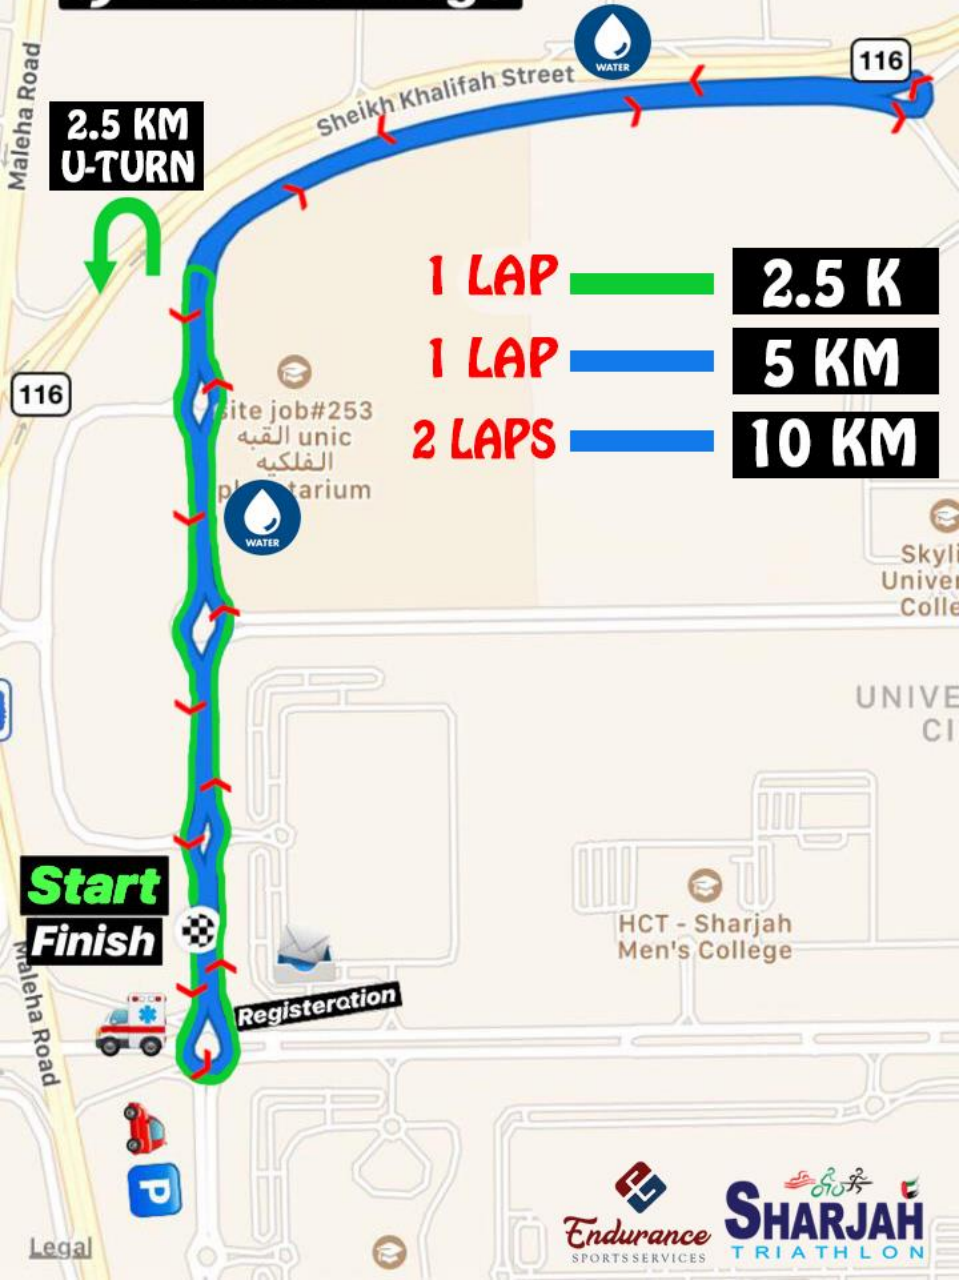 Maleha Road
Sheikh Khalifah Street
WATER
116
2.5 KM
U-TURN
1 LAP
2.5 K
1 LAP
5 KM
2 LAPS
10 KM
116
site job#253
unic القبه
الفلكيه
WATER
Skyli
Univer
Colle
UNIVE
CI
Start
Finish
HCT - Sharjah
Men's College
Registeration
Maleha Road
P
Endurance
SPORTS SERVICES
SHARJAH
TRIATHLON
Legal